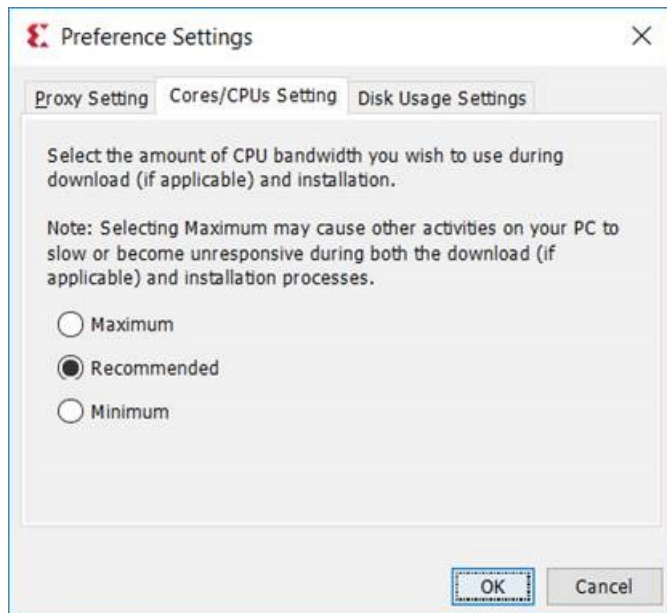 Preference Settings
Proxy Setting
Cores/CPUs Setting
Disk Usage Settings
Select the amount of CPU bandwidth you wish to use during
download (if applicable) and installation.
Note: Selecting Maximum may cause other activities on your PC to
slow or become unresponsive during both the download (if
applicable) and installation processes.
Maximum
Recommended
Minimum
OK
Cancel